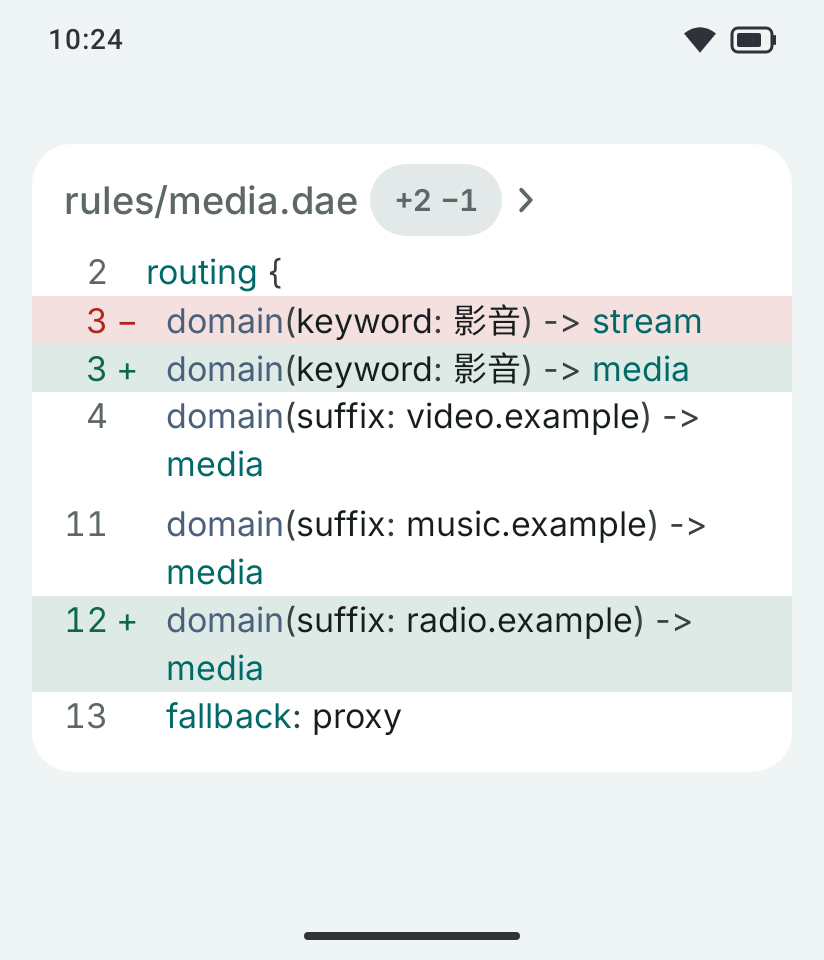 10:24
rules/media.dae +2 −1
2 routing {
3 − domain(keyword: 影音) -> stream
3 + domain(keyword: 影音) -> media
4 domain(suffix: video.example) ->
media
11 domain(suffix: music.example) ->
media
12 + domain(suffix: radio.example) ->
media
13 fallback: proxy